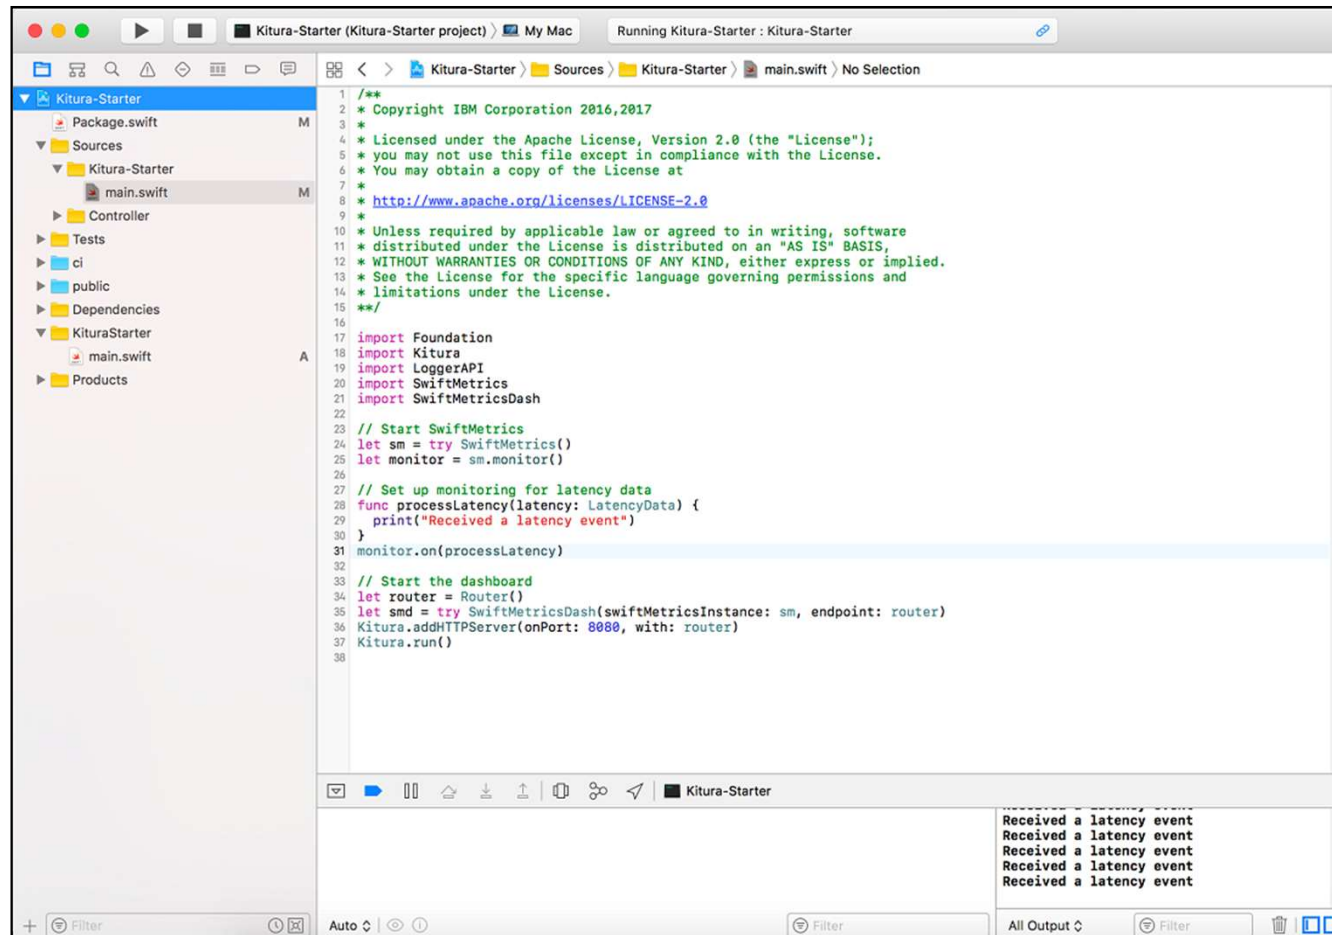 Kitura-Starter (Kitura-Starter project) My Mac
Running Kitura-Starter : Kitura-Starter
Kitura-Starter Sources Kitura-Starter main.swift No Selection
Kitura-Starter
Package.swift M
Sources
Kitura-Starter
main.swift M
Controller
Tests
ci
public
Dependencies
KituraStarter
main.swift A
Products
1 /**
2 * Copyright IBM Corporation 2016,2017
3 *
4 * Licensed under the Apache License, Version 2.0 (the "License");
5 * you may not use this file except in compliance with the License.
6 * You may obtain a copy of the License at
7 *
8 * http://www.apache.org/licenses/LICENSE-2.0
9 *
10 * Unless required by applicable law or agreed to in writing, software
11 * distributed under the License is distributed on an "AS IS" BASIS,
12 * WITHOUT WARRANTIES OR CONDITIONS OF ANY KIND, either express or implied.
13 * See the License for the specific language governing permissions and
14 * limitations under the License.
15 **/
16
17 import Foundation
18 import Kitura
19 import LoggerAPI
20 import SwiftMetrics
21 import SwiftMetricsDash
22
23 // Start SwiftMetrics
24 let sm = try SwiftMetrics()
25 let monitor = sm.monitor()
26
27 // Set up monitoring for latency data
28 func processLatency(latency: LatencyData) {
29   print("Received a latency event")
30 }
31 monitor.on(processLatency)
32
33 // Start the dashboard
34 let router = Router()
35 let smd = try SwiftMetricsDash(swiftMetricsInstance: sm, endpoint: router)
36 Kitura.addHTTPServer(onPort: 8080, with: router)
37 Kitura.run()
38
Kitura-Starter
Received a latency event
Received a latency event
Received a latency event
Received a latency event
Received a latency event
Filter
Auto
Filter
All Output
Filter